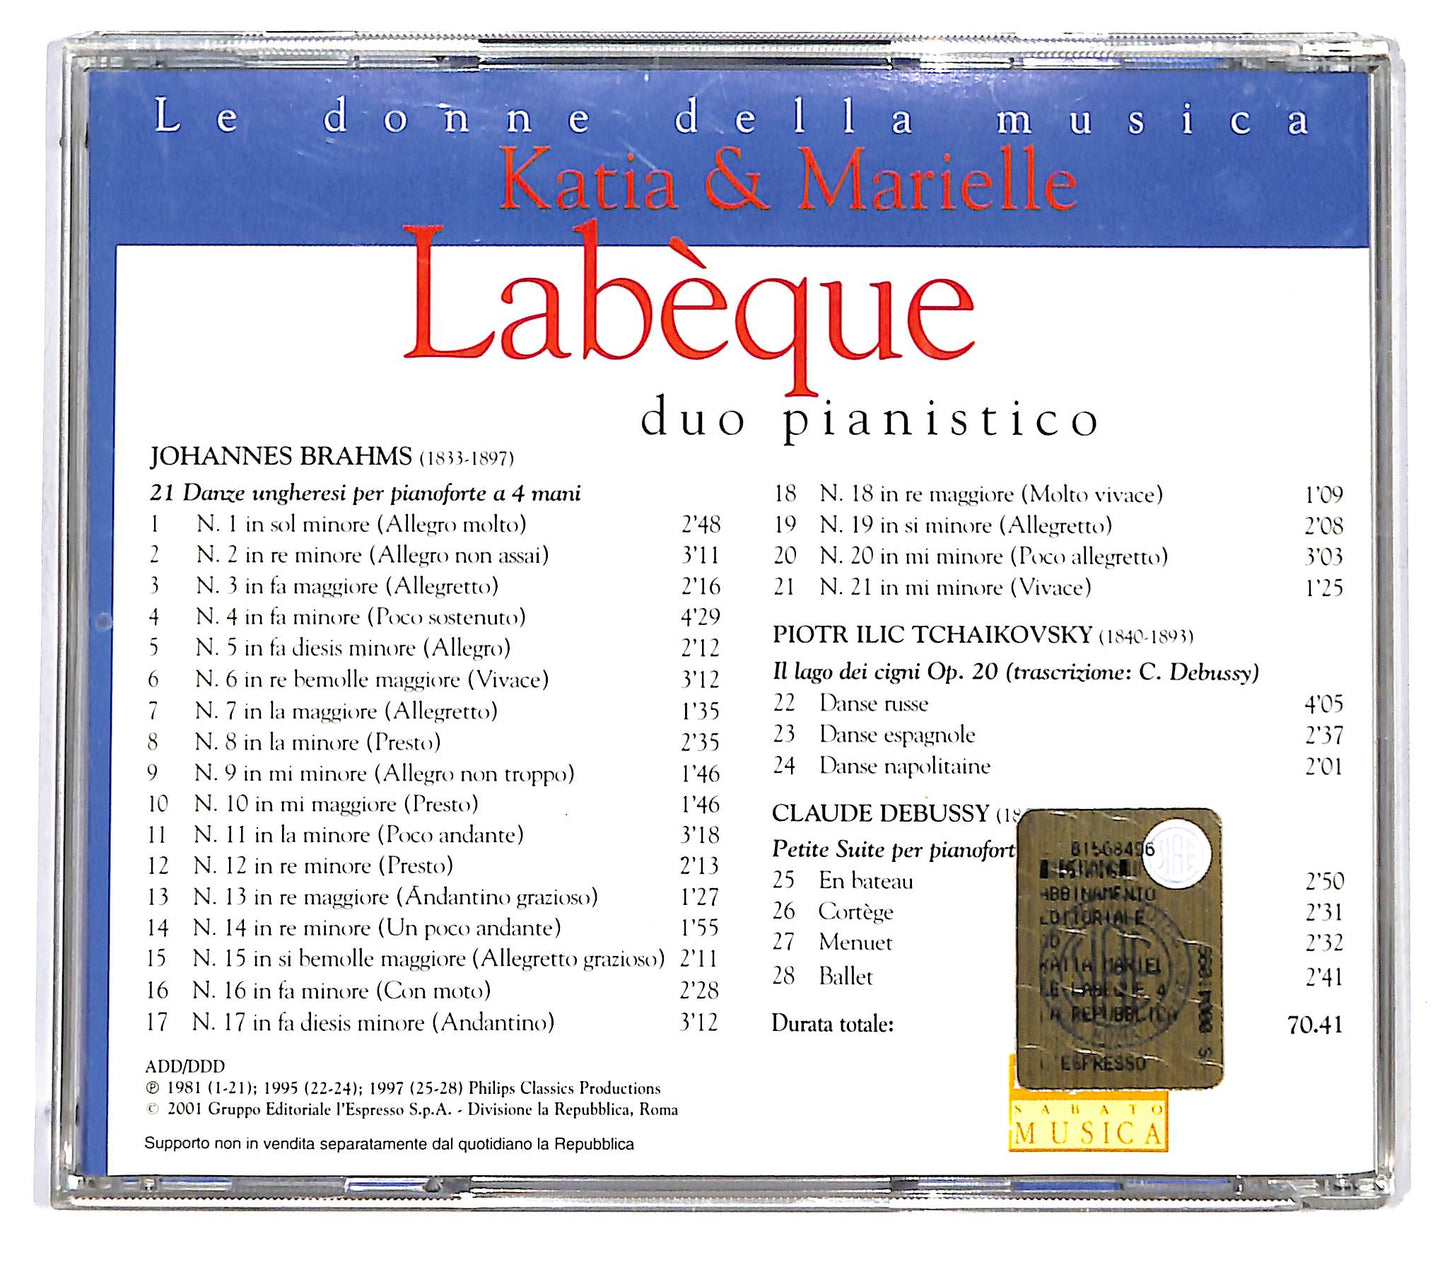 Le donne della musica
Katia & Marielle
Labèque
duo pianistico
JOHANNES BRAHMS (1833-1897)
21 Danze ungheresi per pianoforte a 4 mani
1 N. 1 in sol minore (Allegro molto) 2'48
2 N. 2 in re minore (Allegro non assai) 3'11
3 N. 3 in fa maggiore (Allegretto) 2'16
4 N. 4 in fa minore (Poco sostenuto) 4'29
5 N. 5 in fa diesis minore (Allegro) 2'12
6 N. 6 in re bemolle maggiore (Vivace) 3'12
7 N. 7 in la maggiore (Allegretto) 1'35
8 N. 8 in la minore (Presto) 2'35
9 N. 9 in mi minore (Allegro non troppo) 1'46
10 N. 10 in mi maggiore (Presto) 1'46
11 N. 11 in la minore (Poco andante) 3'18
12 N. 12 in re minore (Presto) 2'13
13 N. 13 in re maggiore (Andantino grazioso) 1'27
14 N. 14 in re minore (Un poco andante) 1'55
15 N. 15 in si bemolle maggiore (Allegretto grazioso) 2'11
16 N. 16 in fa minore (Con moto) 2'28
17 N. 17 in fa diesis minore (Andantino) 3'12
18 N. 18 in re maggiore (Molto vivace) 1'09
19 N. 19 in si minore (Allegretto) 2'08
20 N. 20 in mi minore (Poco allegretto) 3'03
21 N. 21 in mi minore (Vivace) 1'25
PIOTR ILIC TCHAIKOVSKY (1840-1893)
Il lago dei cigni Op. 20 (trascrizione: C. Debussy)
22 Danse russe 4'05
23 Danse espagnole 2'37
24 Danse napolitaine 2'01
CLAUDE DEBUSSY
Petite Suite per pianofort
25 En bateau 2'50
26 Cortège 2'31
27 Menuet 2'32
28 Ballet 2'41
Durata totale: 70.41
ADD/DDD
℗ 1981 (1-21); 1995 (22-24); 1997 (25-28) Philips Classics Productions
© 2001 Gruppo Editoriale l'Espresso S.p.A. - Divisione la Repubblica, Roma
Supporto non in vendita separatamente dal quotidiano la Repubblica
SIAE
ABBINAMENTO
EDITORIALE
KATIA MARIEL
LA REPUBBLICA
L ESPRESSO
SABATO
MUSICA